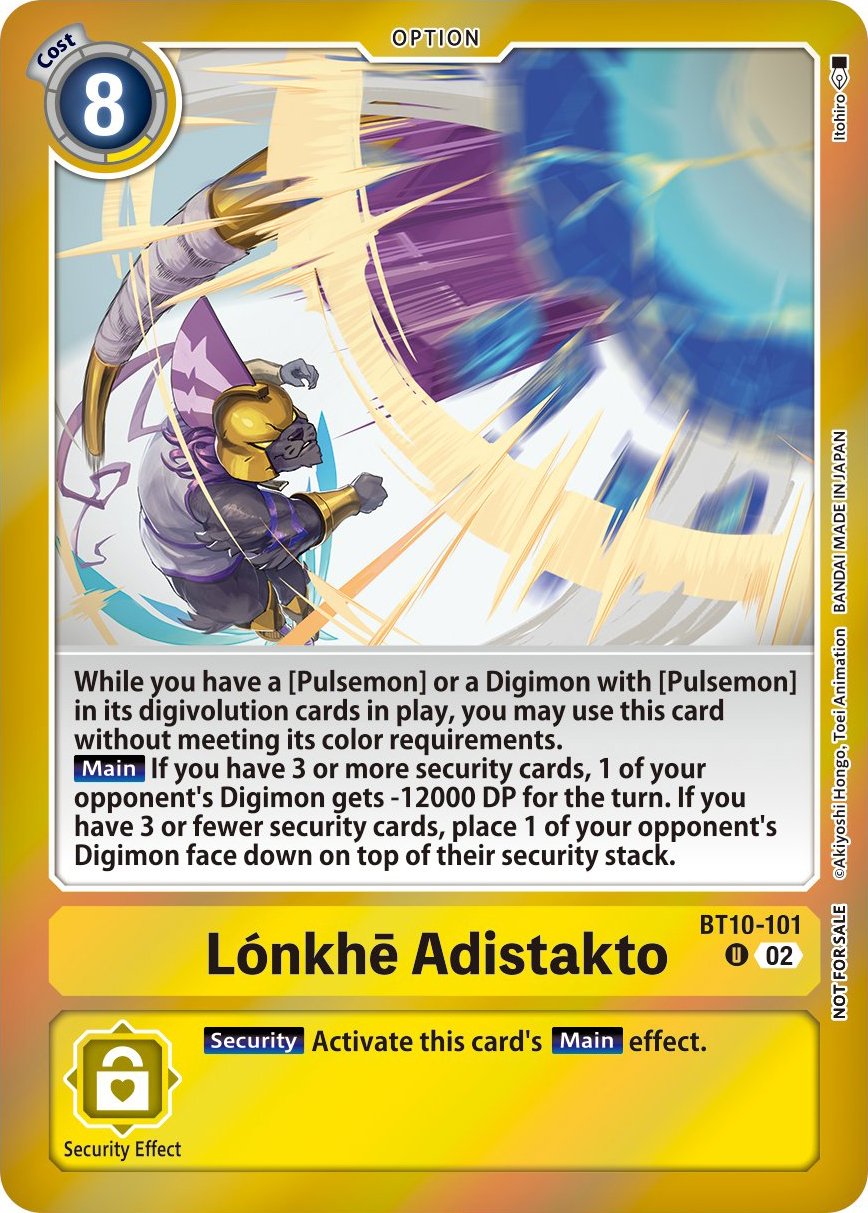 OPTION
Cost
8
Itohiro
While you have a [Pulsemon] or a Digimon with [Pulsemon]
in its digivolution cards in play, you may use this card
without meeting its color requirements.
Main If you have 3 or more security cards, 1 of your
opponent's Digimon gets -12000 DP for the turn. If you
have 3 or fewer security cards, place 1 of your opponent's
Digimon face down on top of their security stack.
©Akiyoshi Hongo, Toei Animation BANDAI MADE IN JAPAN
NOT FOR SALE
Lónkhē Adistakto
BT10-101
U 02
Security Activate this card's Main effect.
Security Effect